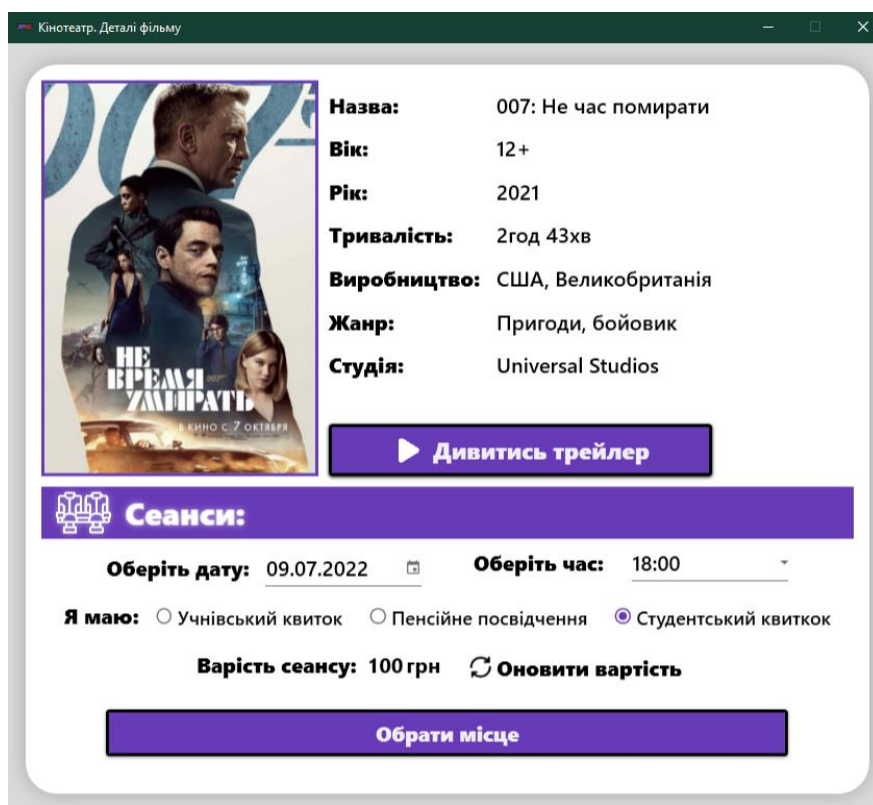 Кінотеатр. Деталі фільму
007
НЕ
ВРЕМЯ
УМИРАТЬ
В КИНО С 7 ОКТЯБРЯ
Назва: 007: Не час помирати
Вік: 12+
Рік: 2021
Тривалість: 2год 43хв
Виробництво: США, Великобританія
Жанр: Пригоди, бойовик
Студія: Universal Studios
Дивитись трейлер
Сеанси:
Оберіть дату: 09.07.2022 Оберіть час: 18:00
Я маю: Учнівський квиток Пенсійне посвідчення Студентський квиткок
Варість сеансу: 100 грн Оновити вартість
Обрати місце